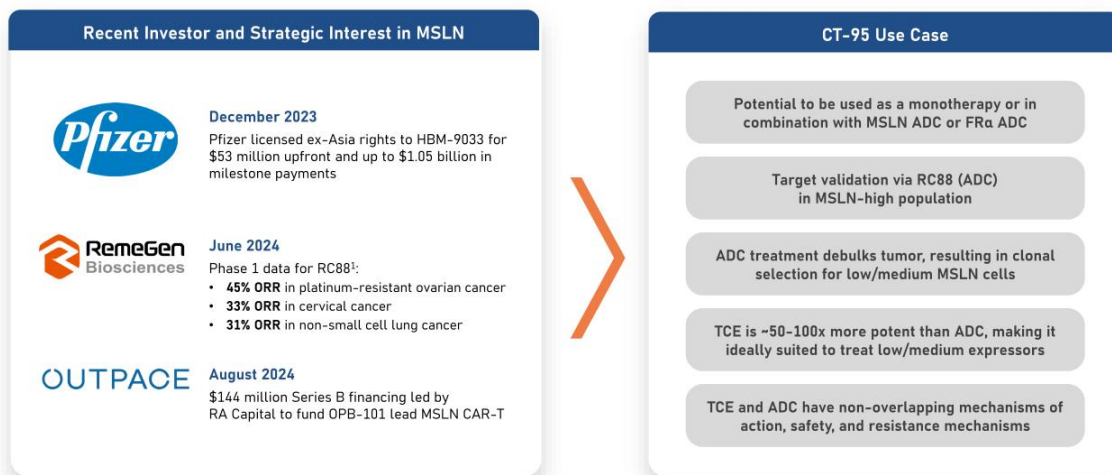 Recent Investor and Strategic Interest in MSLN
Pfizer
December 2023
Pfizer licensed ex-Asia rights to HBM-9033 for
$53 million upfront and up to $1.05 billion in
milestone payments
RemeGen
Biosciences
June 2024
Phase 1 data for RC88¹:
• 45% ORR in platinum-resistant ovarian cancer
• 33% ORR in cervical cancer
• 31% ORR in non-small cell lung cancer
OUTPACE
August 2024
$144 million Series B financing led by
RA Capital to fund OPB-101 lead MSLN CAR-T
CT-95 Use Case
Potential to be used as a monotherapy or in
combination with MSLN ADC or FRα ADC
Target validation via RC88 (ADC)
in MSLN-high population
ADC treatment debulks tumor, resulting in clonal
selection for low/medium MSLN cells
TCE is ~50-100x more potent than ADC, making it
ideally suited to treat low/medium expressors
TCE and ADC have non-overlapping mechanisms of
action, safety, and resistance mechanisms